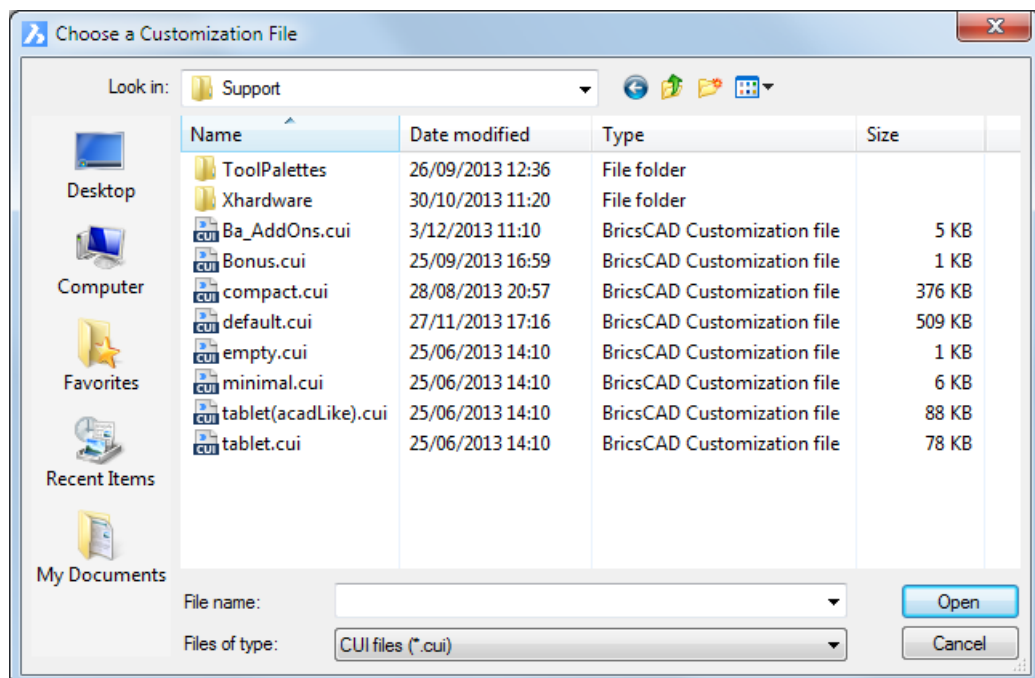 Choose a Customization File
Look in: Support
Name Date modified Type Size
ToolPalettes 26/09/2013 12:36 File folder
Xhardware 30/10/2013 11:20 File folder
Ba_AddOns.cui 3/12/2013 11:10 BricsCAD Customization file 5 KB
Bonus.cui 25/09/2013 16:59 BricsCAD Customization file 1 KB
compact.cui 28/08/2013 20:57 BricsCAD Customization file 376 KB
default.cui 27/11/2013 17:16 BricsCAD Customization file 509 KB
empty.cui 25/06/2013 14:10 BricsCAD Customization file 1 KB
minimal.cui 25/06/2013 14:10 BricsCAD Customization file 6 KB
tablet(acadLike).cui 25/06/2013 14:10 BricsCAD Customization file 88 KB
tablet.cui 25/06/2013 14:10 BricsCAD Customization file 78 KB
Desktop
Computer
Favorites
Recent Items
My Documents
File name: Open
Files of type: CUI files (*.cui) Cancel